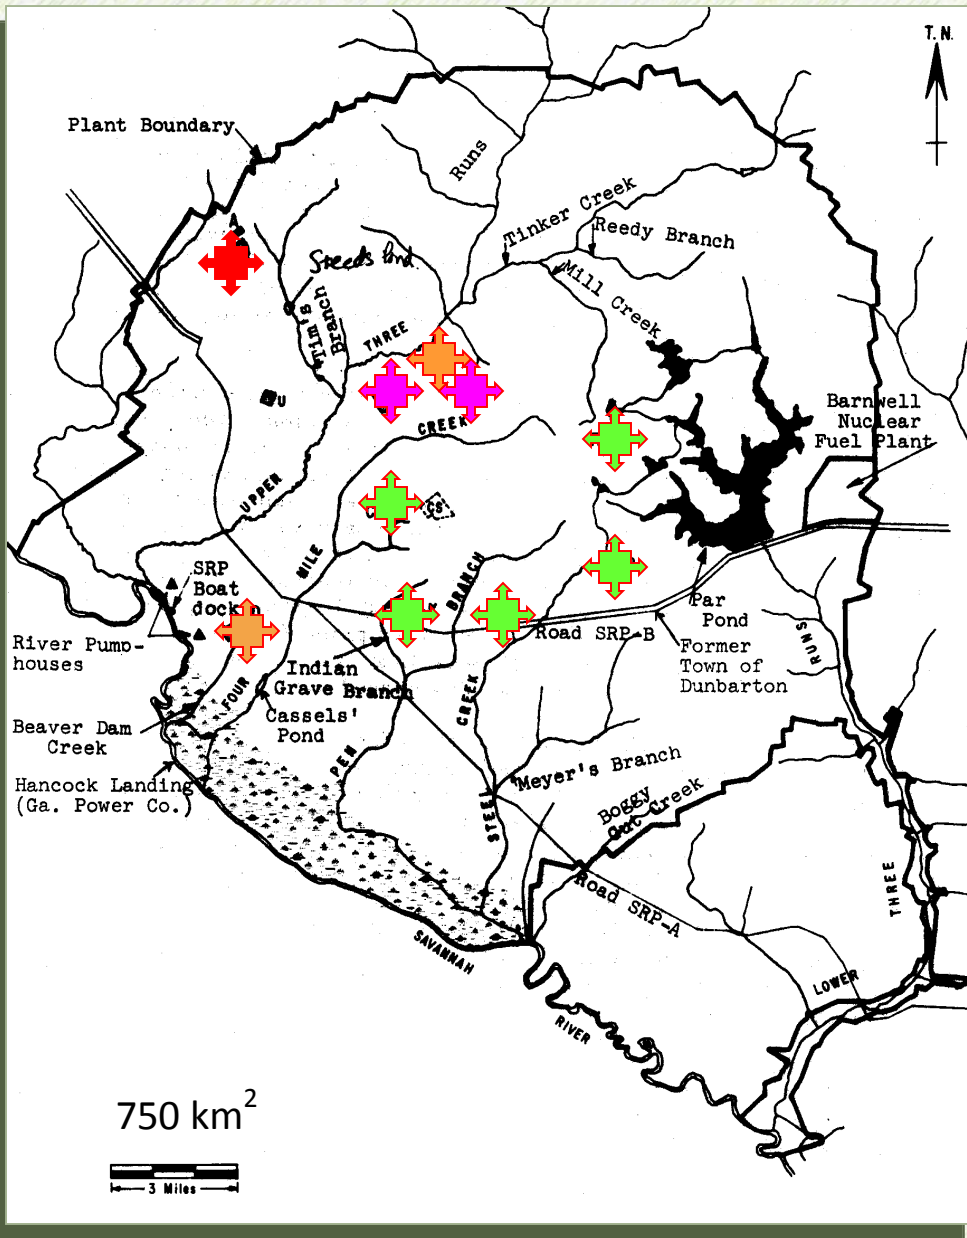 T.N.
Plant Boundary
Runs
Tinker Creek
Reedy Branch
Steeds Pond
Mill Creek
Tim's
Branch
THREE
Barnwell
Nuclear
Fuel Plant
U
CREEK
UPPER
CS
MILE
BRANCH
SRP
Boat
dock
Par
Pond
Road SRP-B
River Pump-
houses
Former
Town of
Dunbarton
RUNS
Indian
Grave Branch
FOUR
CREEK
Cassels'
Pond
Beaver Dam
Creek
PEN
Meyer's Branch
Hancock Landing
(Ga. Power Co.)
Boggy
Gut Creek
STEEL
THREE
Road SRP-A
SAVANNAH
LOWER
RIVER
750 km²
3 Miles